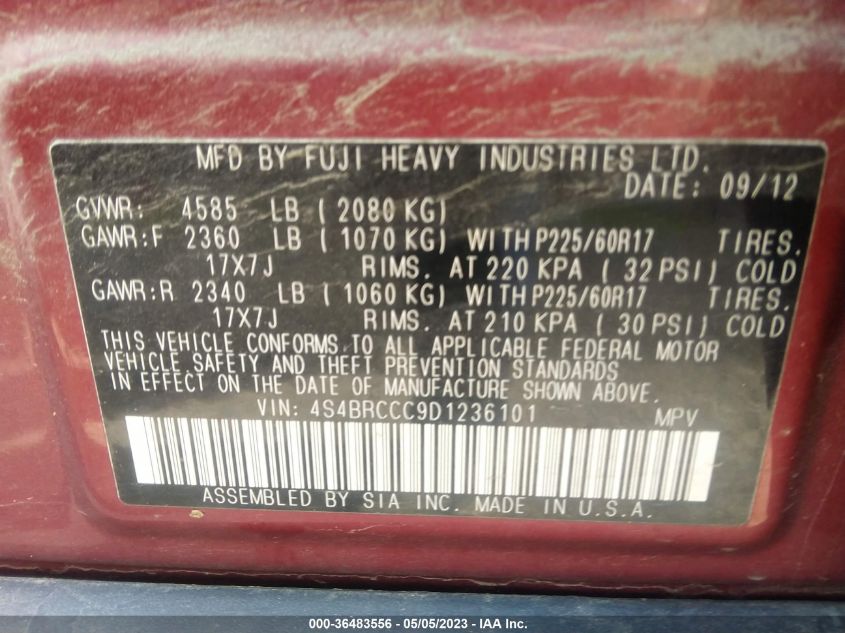 MFD BY FUJI HEAVY INDUSTRIES LTD.
DATE: 09/12
GVWR: 4585 LB ( 2080 KG)
GAWR:F 2360 LB ( 1070 KG) WITH P225/60R17 TIRES.
17X7J RIMS. AT 220 KPA ( 32 PSI) COLD
GAWR:R 2340 LB ( 1060 KG) WITH P225/60R17 TIRES.
17X7J RIMS. AT 210 KPA ( 30 PSI) COLD
THIS VEHICLE CONFORMS TO ALL APPLICABLE FEDERAL MOTOR
VEHICLE SAFETY AND THEFT PREVENTION STANDARDS
IN EFFECT ON THE DATE OF MANUFACTURE SHOWN ABOVE.
VIN: 4S4BRCCC9D1236101 MPV
ASSEMBLED BY SIA INC. MADE IN U.S.A.
000-36483556 - 05/05/2023 - IAA Inc.